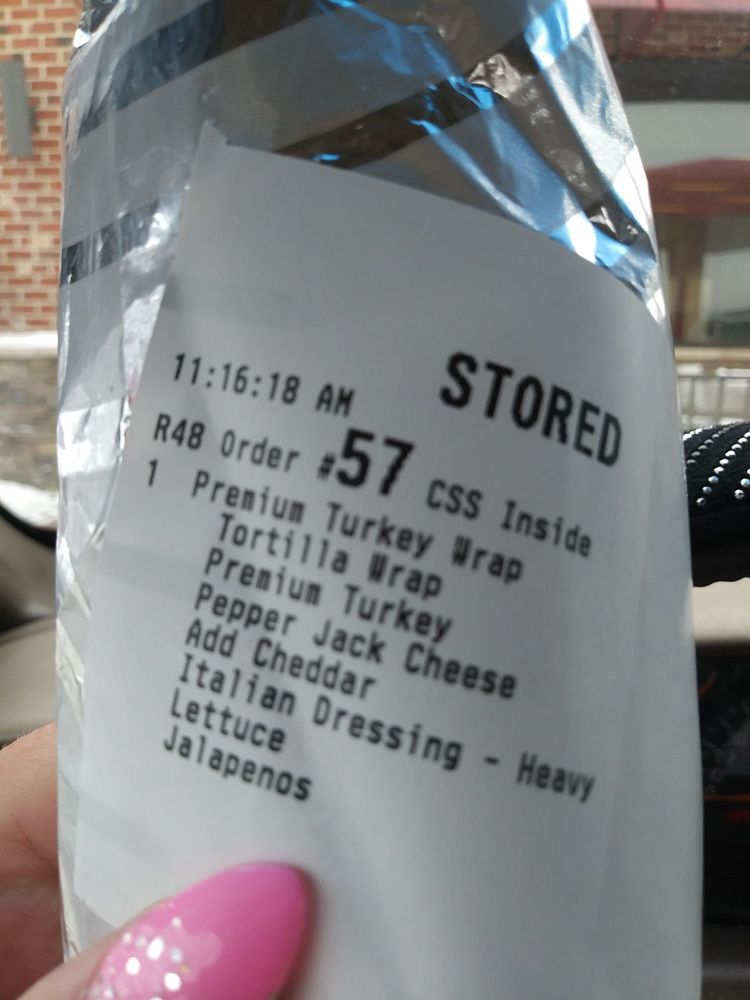 11:16:18 AM STORED
R48 Order #57 CSS Inside
1 Premium Turkey Wrap
Tortilla Wrap
Premium Turkey
Pepper Jack Cheese
Add Cheddar
Italian Dressing - Heavy
Lettuce
Jalapenos